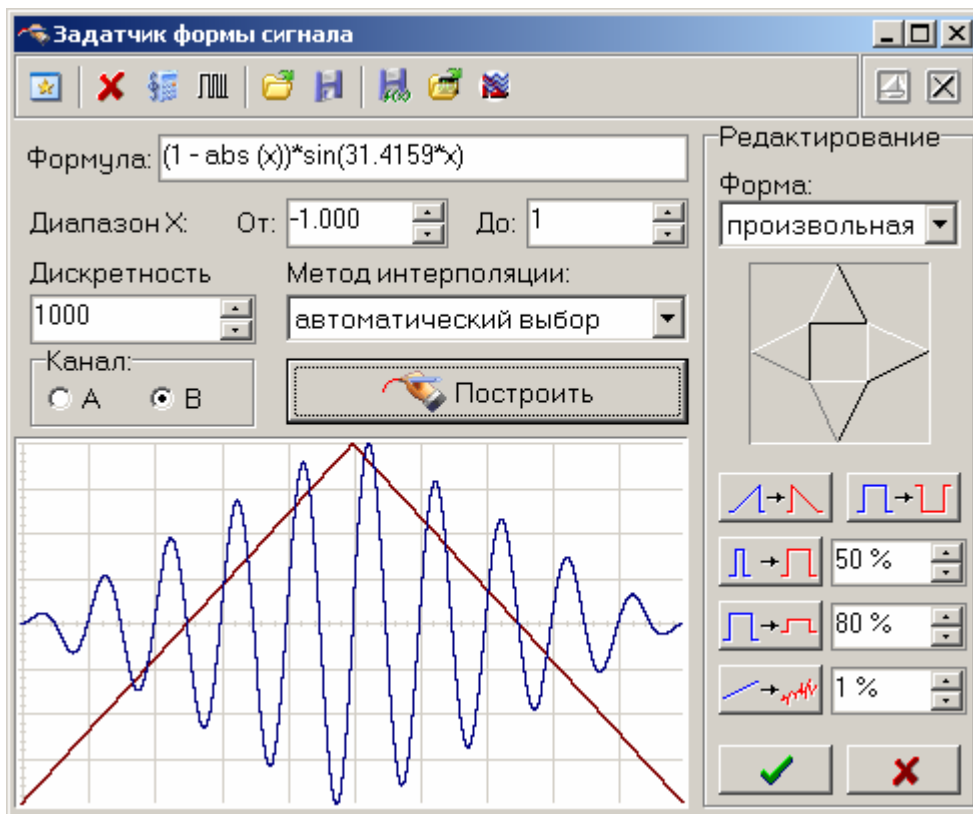 Задатчик формы сигнала
Формула: (1 - abs (x))*sin(31.4159*x)
Диапазон X: От: -1.000 До: 1
Дискретность
1000
Метод интерполяции:
автоматический выбор
Канал:
A B
Построить
Редактирование
Форма:
произвольная
50 %
80 %
1 %